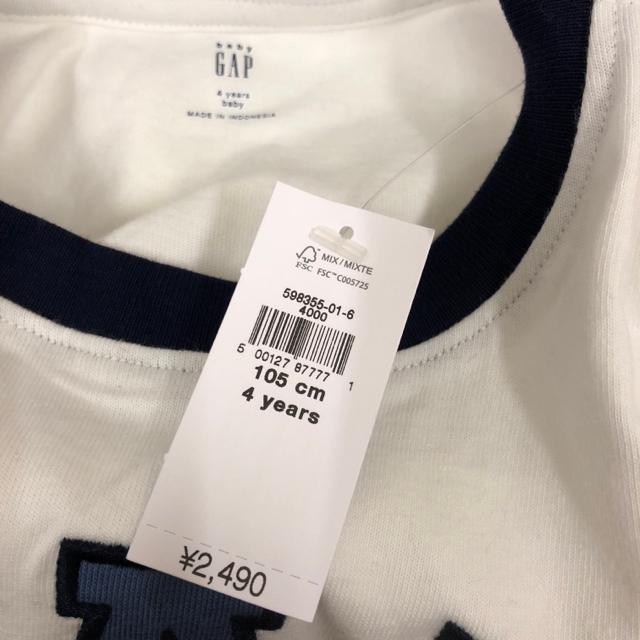 baby
GAP
4 years
baby
MADE IN INDONESIA
MIX/MIXTE
FSC FSC™ C005725
598355-01-6
4000
5 00127 87777 1
105 cm
4 years
¥2,490